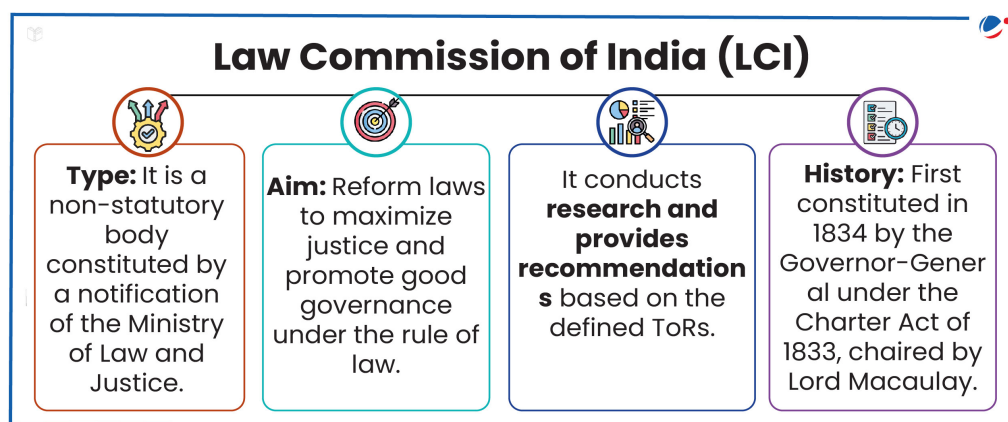 Law Commission of India (LCI)
Type: It is a
non-statutory
body
constituted by
a notification
of the Ministry
of Law and
Justice.
Aim: Reform laws
to maximize
justice and
promote good
governance
under the rule of
law.
It conducts
research and
provides
recommendation
s based on the
defined ToRs.
History: First
constituted in
1834 by the
Governor-Gener
al under the
Charter Act of
1833, chaired by
Lord Macaulay.